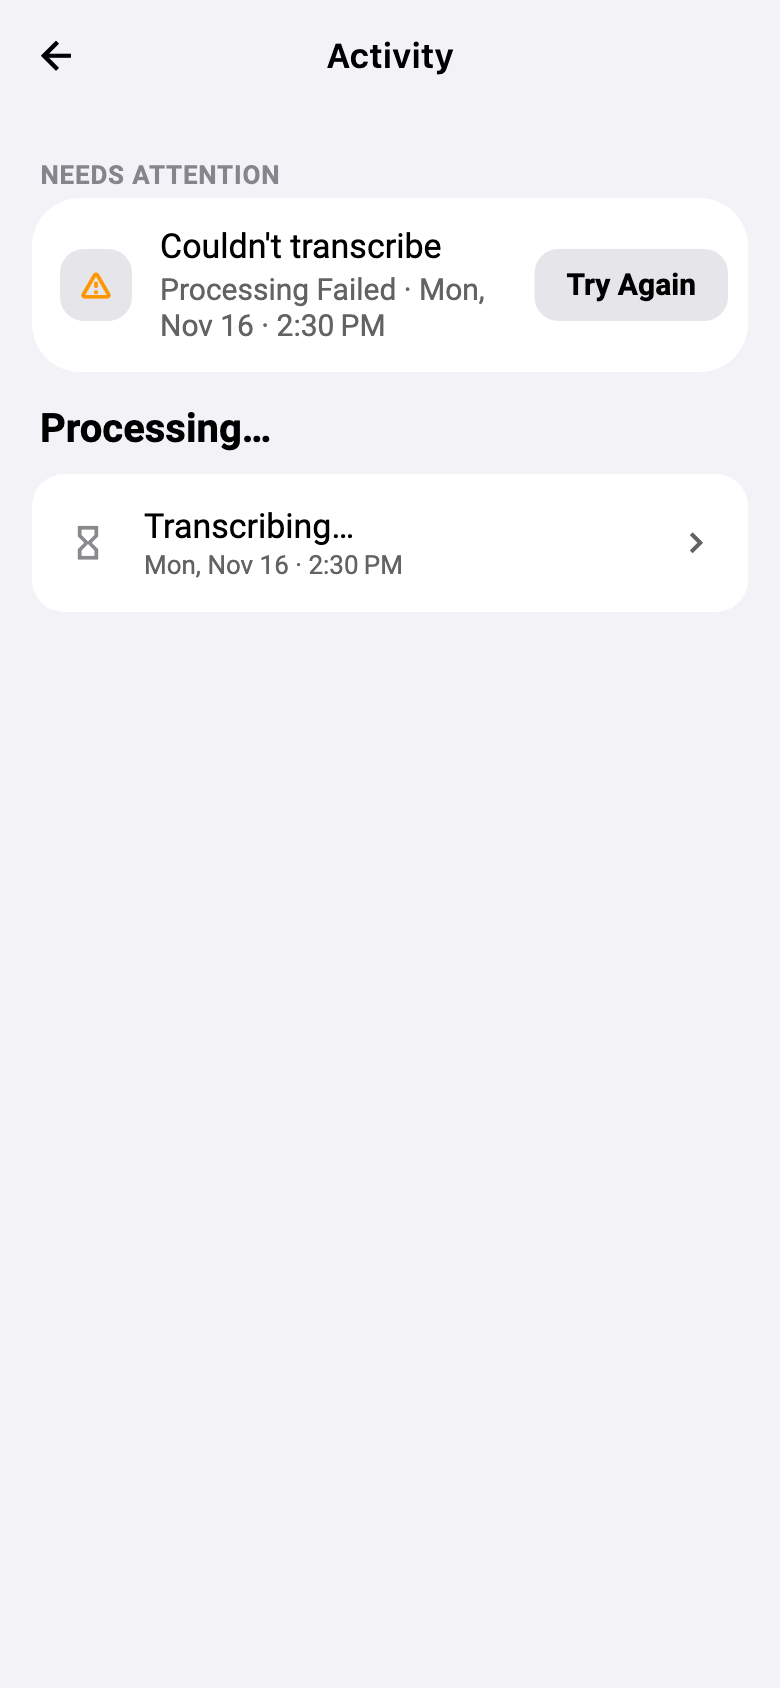 Activity
NEEDS ATTENTION
Couldn't transcribe
Processing Failed · Mon,
Nov 16 · 2:30 PM
Try Again
Processing…
Transcribing…
Mon, Nov 16 · 2:30 PM